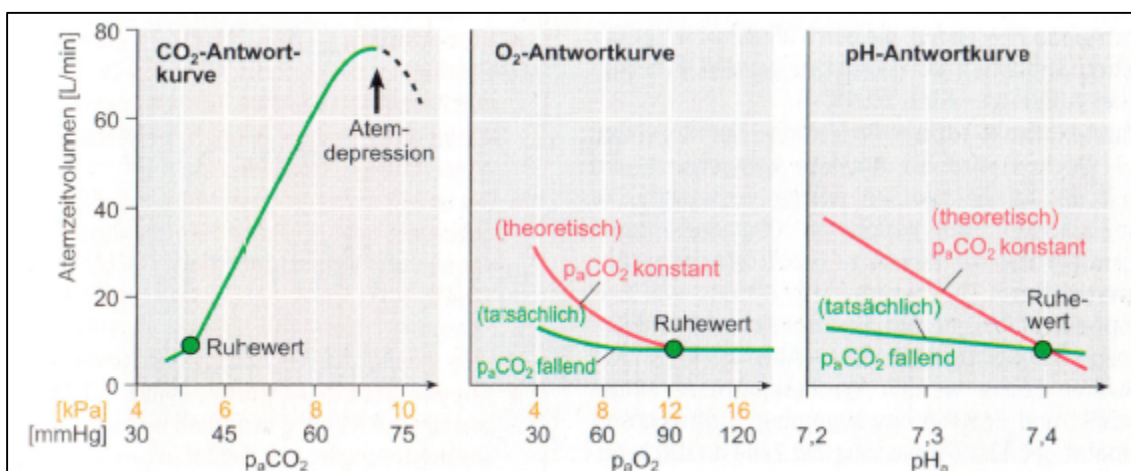 Atemzeitvolumen [L/min]
80
60
40
20
0
CO₂-Antwort-
kurve
Atem-
depression
Ruhewert
[kPa] 4 6 8 10
[mmHg] 30 45 60 75
pₐCO₂
O₂-Antwortkurve
(theoretisch)
pₐCO₂ konstant
(tatsächlich)
Ruhewert
pₐCO₂ fallend
4 8 12 16
30 60 90 120
pₐO₂
pH-Antwortkurve
(theoretisch)
pₐCO₂ konstant
(tatsächlich)
Ruhe-
wert
pₐCO₂ fallend
7,2 7,3 7,4
pHₐ